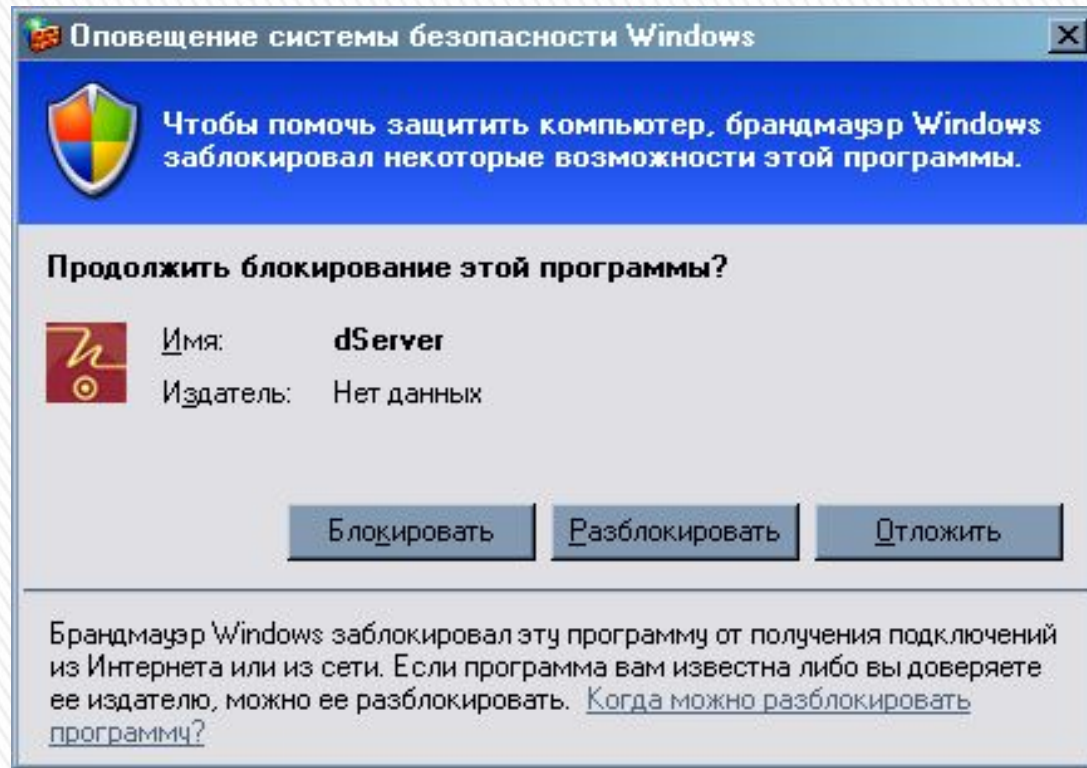 Оповещение системы безопасности Windows
Чтобы помочь защитить компьютер, брандмауэр Windows
заблокировал некоторые возможности этой программы.
Продолжить блокирование этой программы?
Имя: dServer
Издатель: Нет данных
Блокировать Разблокировать Отложить
Брандмауэр Windows заблокировал эту программу от получения подключений
из Интернета или из сети. Если программа вам известна либо вы доверяете
ее издателю, можно ее разблокировать. Когда можно разблокировать
программу?